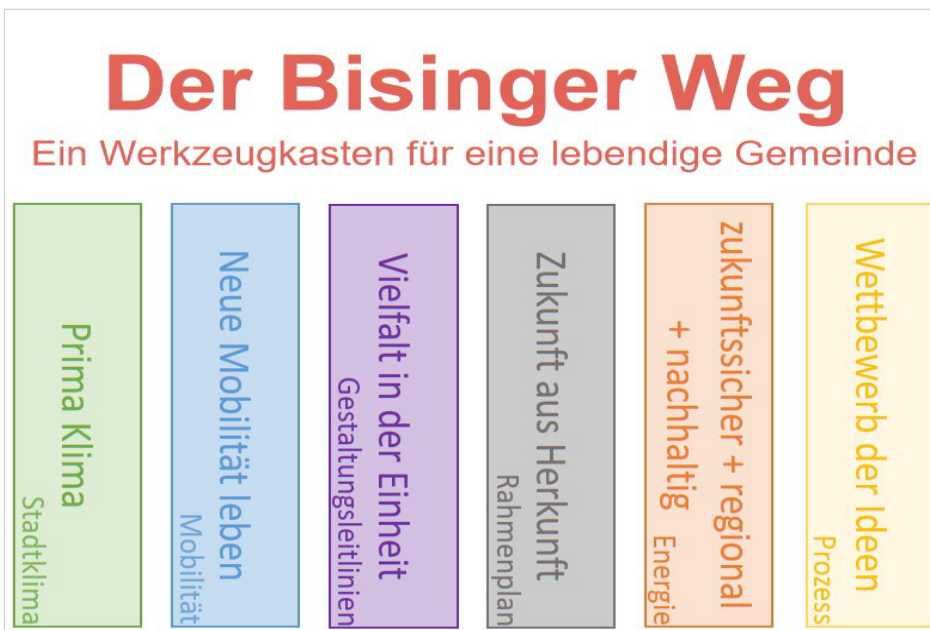 Der Bisinger Weg
Ein Werkzeugkasten für eine lebendige Gemeinde
Prima Klima
Stadtklima
Neue Mobilität leben
Mobilität
Vielfalt in der Einheit
Gestaltungsleitlinien
Zukunft aus Herkunft
Rahmenplan
zukunftssicher + regional
+ nachhaltig
Energie
Wettbewerb der Ideen
Prozess